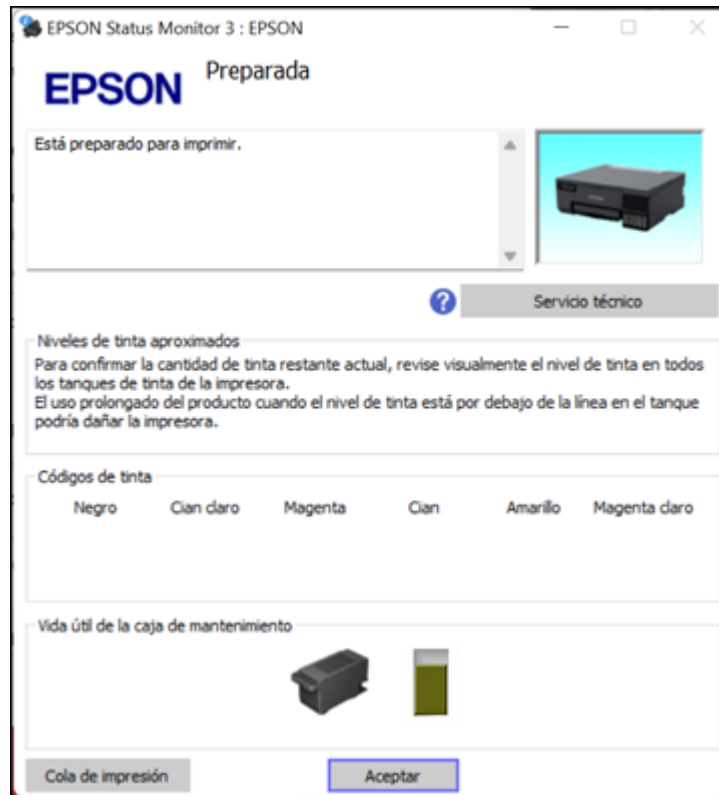 EPSON Status Monitor 3 : EPSON
EPSON
Preparada
Está preparado para imprimir.
?
Servicio técnico
Niveles de tinta aproximados
Para confirmar la cantidad de tinta restante actual, revise visualmente el nivel de tinta en todos
los tanques de tinta de la impresora.
El uso prolongado del producto cuando el nivel de tinta está por debajo de la línea en el tanque
podría dañar la impresora.
Códigos de tinta
Negro Cian claro Magenta Cian Amarillo Magenta claro
Vida útil de la caja de mantenimiento
Cola de impresión
Aceptar